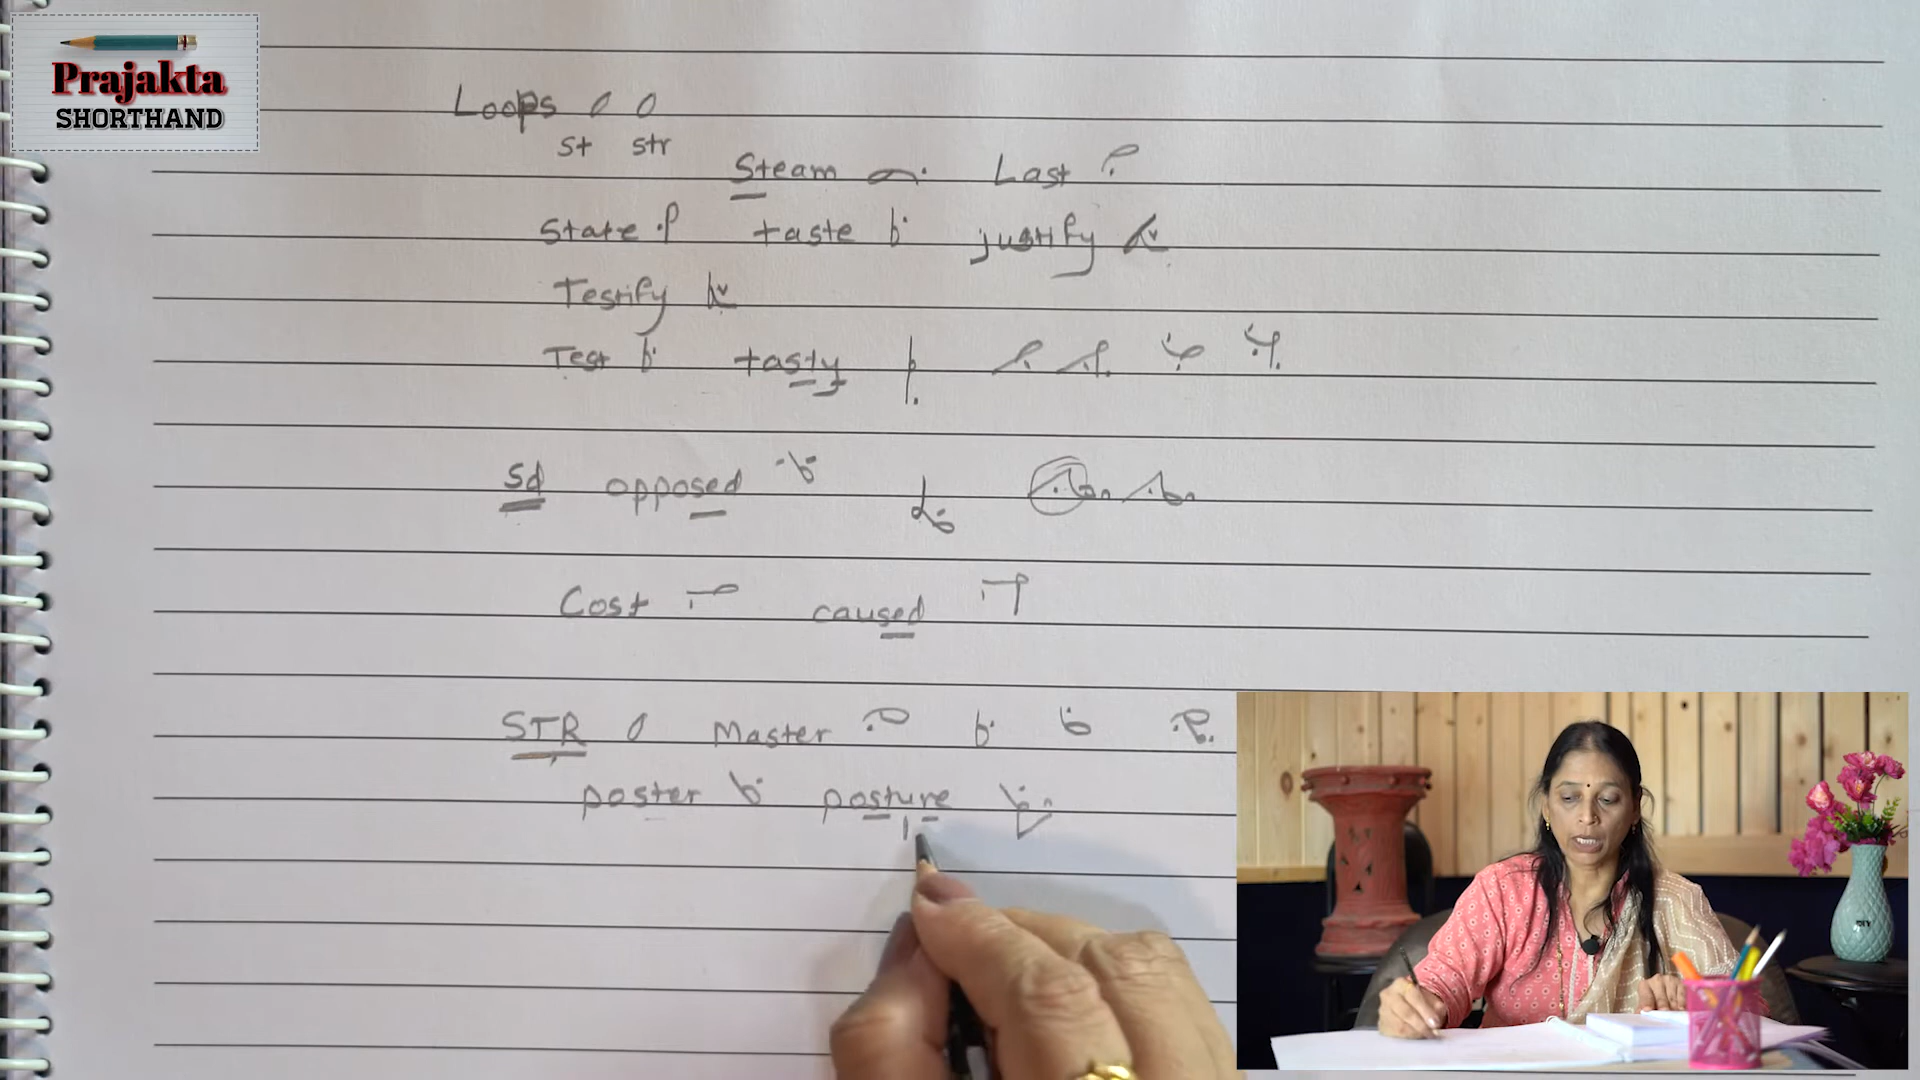 Prajakta
SHORTHAND
Loops
st str
Steam Last
State taste justify
Testify
Test tasty
Sd opposed
Cost caused
STR Master
poster posture